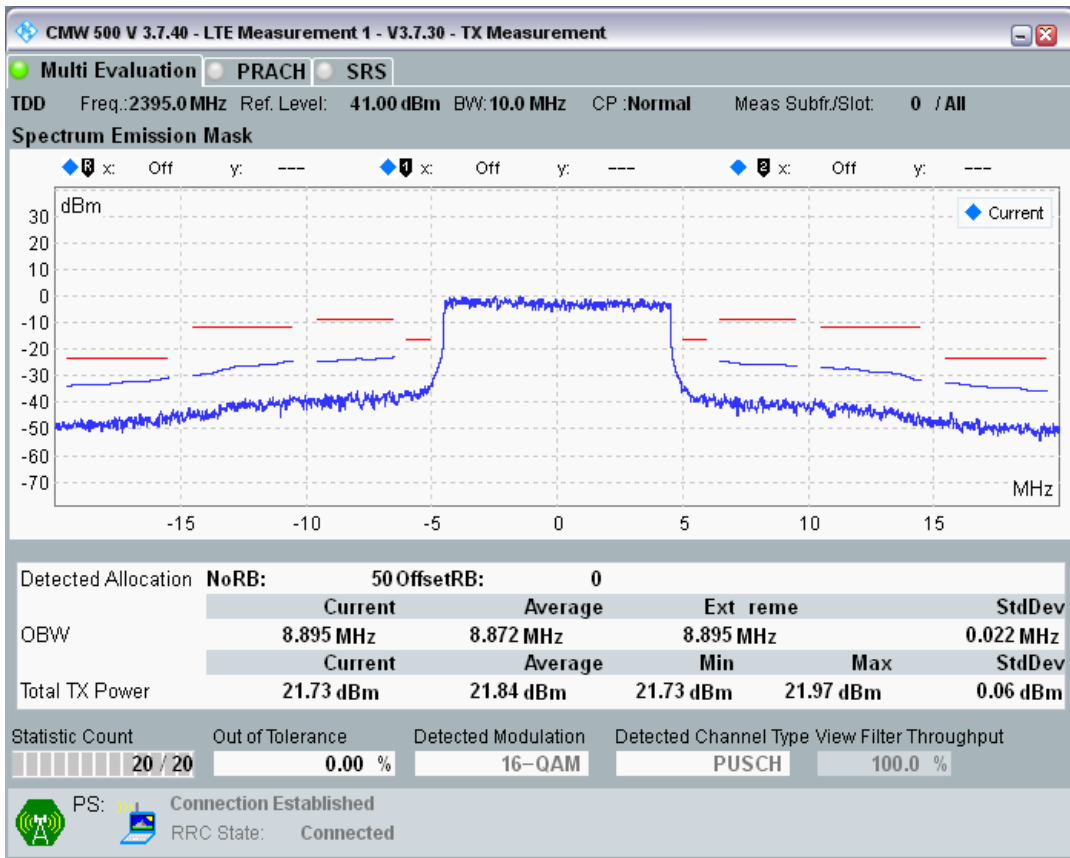 CMW 500 V 3.7.40 - LTE Measurement 1 - V3.7.30 - TX Measurement
Multi Evaluation PRACH SRS
TDD Freq.:2395.0 MHz Ref. Level: 41.00 dBm BW:10.0 MHz CP :Normal Meas Subfr./Slot: 0 / All
Spectrum Emission Mask
R x: Off y: --- 1 x: Off y: --- 2 x: Off y: ---
dBm
Current
30
20
10
0
-10
-20
-30
-40
-50
-60
-70
MHz
-15 -10 -5 0 5 10 15
Detected Allocation NoRB: 50 OffsetRB: 0
Current Average Ext reme StdDev
OBW 8.895 MHz 8.872 MHz 8.895 MHz 0.022 MHz
Current Average Min Max StdDev
Total TX Power 21.73 dBm 21.84 dBm 21.73 dBm 21.97 dBm 0.06 dBm
Statistic Count Out of Tolerance Detected Modulation Detected Channel Type View Filter Throughput
20 / 20 0.00 % 16-QAM PUSCH 100.0 %
PS: Connection Established
RRC State: Connected